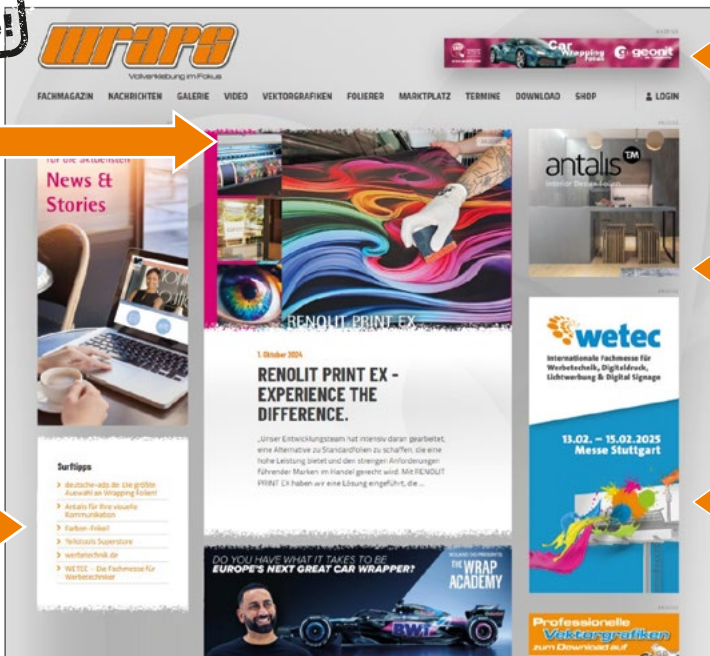 wraps
Vollverklebung im Fokus
Car
Wrapping
geonit
FACHMAGAZIN NACHRICHTEN GALERIE VIDEO VEKTORGRAFIKEN FOLIERER MARKTPLATZ TERMINE DOWNLOAD SHOP LOGIN
für die aktuellsten
News &
Stories
RENOLIT PRINT EX
1. Oktober 2024
RENOLIT PRINT EX –
EXPERIENCE THE
DIFFERENCE.
„Unser Entwicklungsteam hat intensiv daran gearbeitet,
eine Alternative zu Standardfolien zu schaffen, die eine
hohe Leistung bietet und den strengen Anforderungen
führender Marken im Handel gerecht wird. Mit RENOLIT
PRINT EX haben wir eine Lösung eingeführt, die ...
antalis™
Interior Design Folien
wetec
Internationale Fachmesse für
Werbetechnik, Digitaldruck,
Lichtwerbung & Digital Signage
13.02. – 15.02.2025
Messe Stuttgart
Surftipps
deutsche-ads.de: Die größte
Auswahl an Wrapping Folien!
Antalis für Ihre visuelle
Kommunikation
Farben-Frikell
Yellotools Superstore
werbetechnik.de
WETEC - Die Fachmesse für
Werbetechniker
DO YOU HAVE WHAT IT TAKES TO BE
EUROPE'S NEXT GREAT CAR WRAPPER?
THE WRAP
ACADEMY
BWT
Professionelle
Vektorgrafiken
zum Download auf